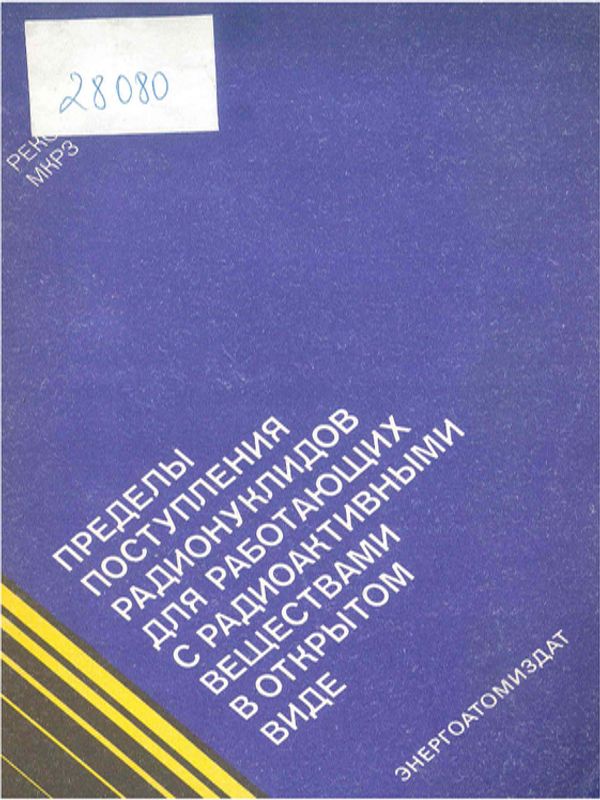 28080
МКРЗ
ПРЕДЕЛЫ
ПОСТУПЛЕНИЯ
РАДИОНУКЛИДОВ
ДЛЯ РАБОТАЮЩИХ
С РАДИОАКТИВНЫМИ
ВЕЩЕСТВАМИ
В ОТКРЫТОМ
ВИДЕ
ЭНЕРГОАТОМИЗДАТ